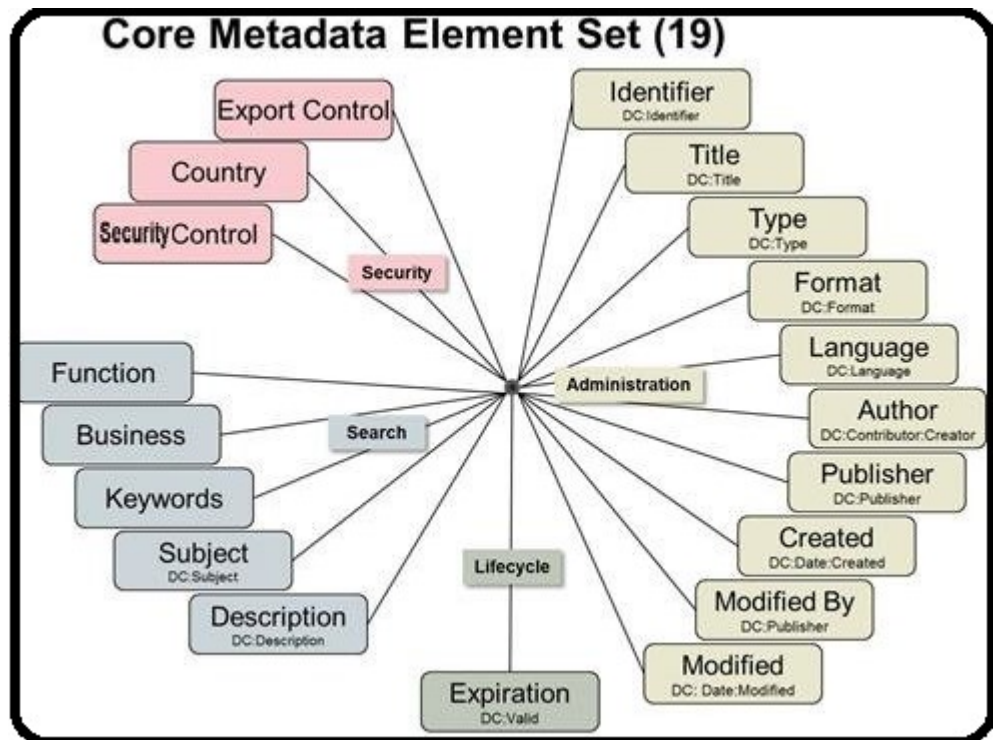 Core Metadata Element Set (19)
Export Control
Country
Security Control
Security
Function
Business
Keywords
Search
Subject
DC:Subject
Description
DC:Description
Lifecycle
Expiration
DC:Valid
Identifier
DC:Identifier
Title
DC:Title
Type
DC:Type
Format
DC:Format
Language
DC:Language
Administration
Author
DC:Contributor:Creator
Publisher
DC:Publisher
Created
DC:Date:Created
Modified By
DC:Publisher
Modified
DC: Date:Modified